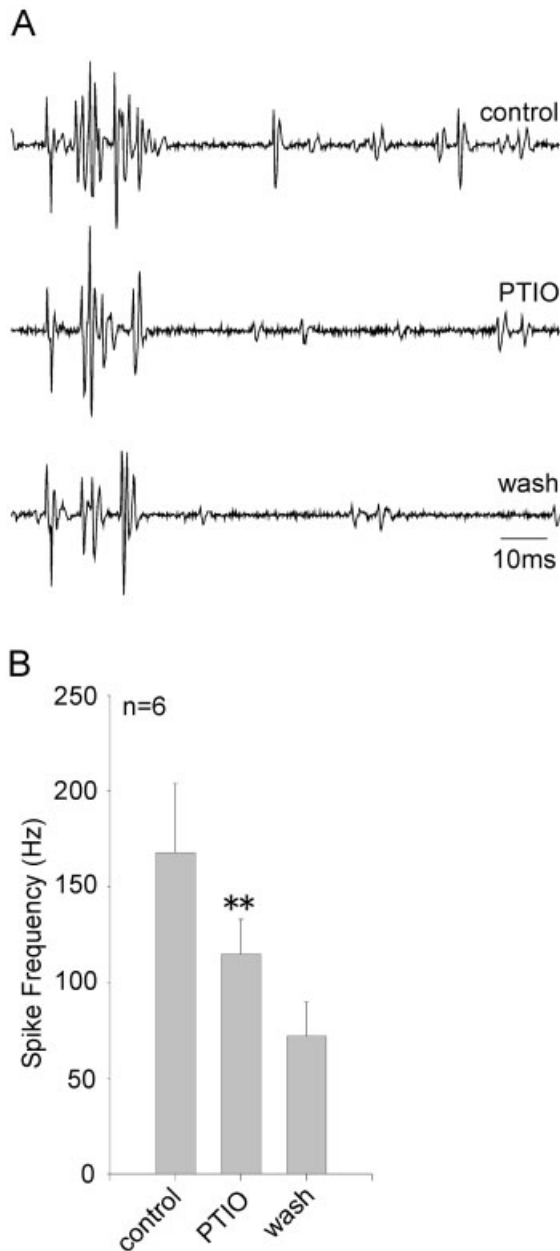 A
control
PTIO
wash
10ms
B
n=6
250
200
150
100
50
0
**
Spike Frequency (Hz)
control
PTIO
wash